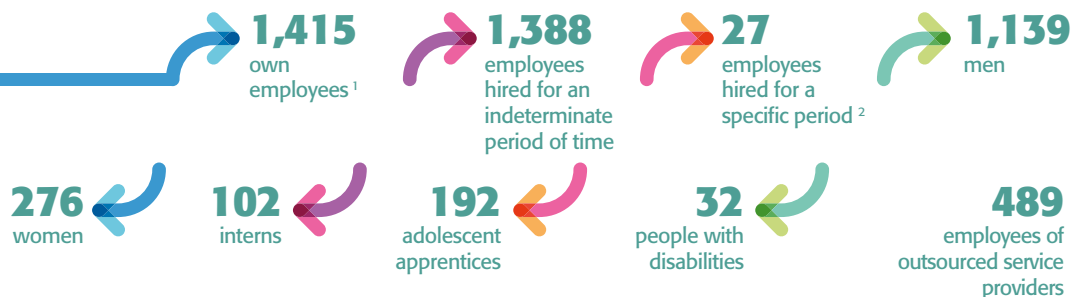 1,415
own
employees 1
1,388
employees
hired for an
indeterminate
period of time
27
employees
hired for a
specific period 2
1,139
men
276
women
102
interns
192
adolescent
apprentices
32
people with
disabilities
489
employees of
outsourced service
providers